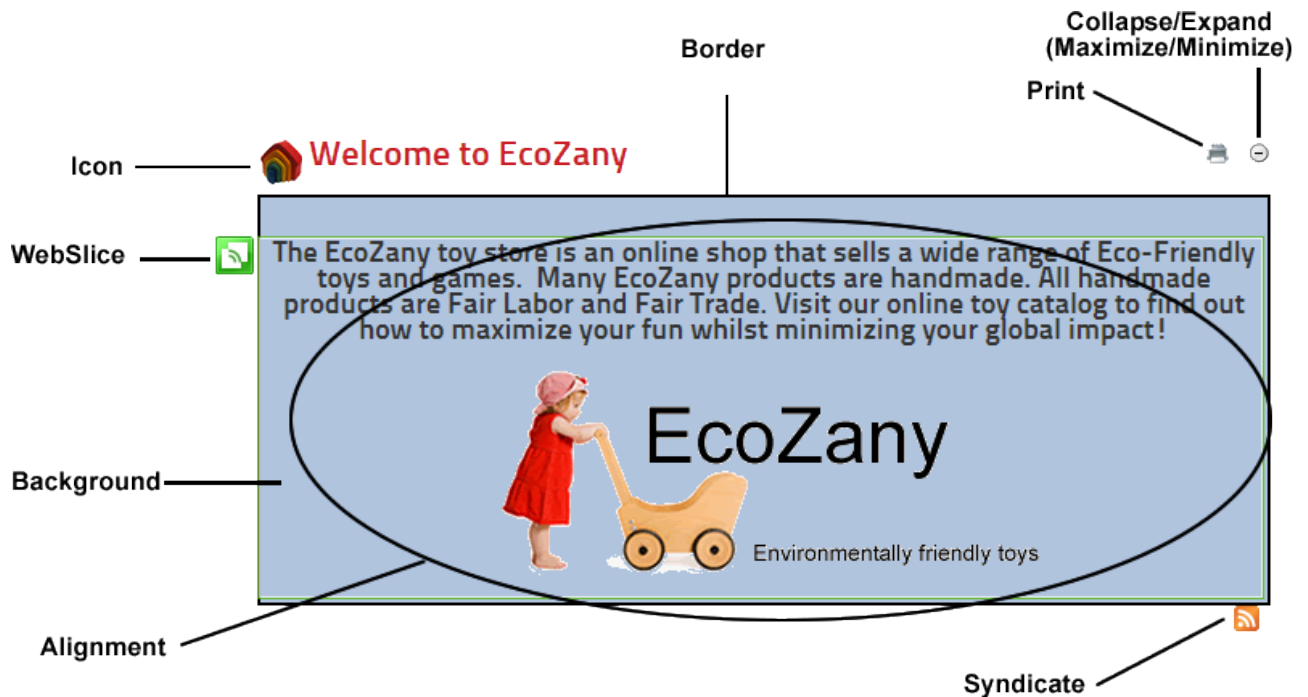 Collapse/Expand
(Maximize/Minimize)
Border
Print
Icon
Welcome to EcoZany
WebSlice
The EcoZany toy store is an online shop that sells a wide range of Eco-Friendly
toys and games.  Many EcoZany products are handmade. All handmade
products are Fair Labor and Fair Trade. Visit our online toy catalog to find out
how to maximize your fun whilst minimizing your global impact!
EcoZany
Background
Environmentally friendly toys
Alignment
Syndicate